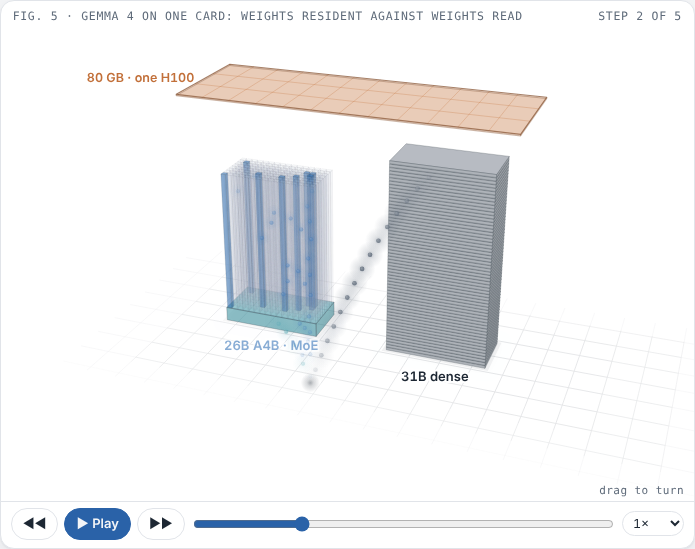 FIG. 5 · GEMMA 4 ON ONE CARD: WEIGHTS RESIDENT AGAINST WEIGHTS READ
STEP 2 OF 5
80 GB · one H100
26B A4B · MoE
31B dense
drag to turn
Play
1×